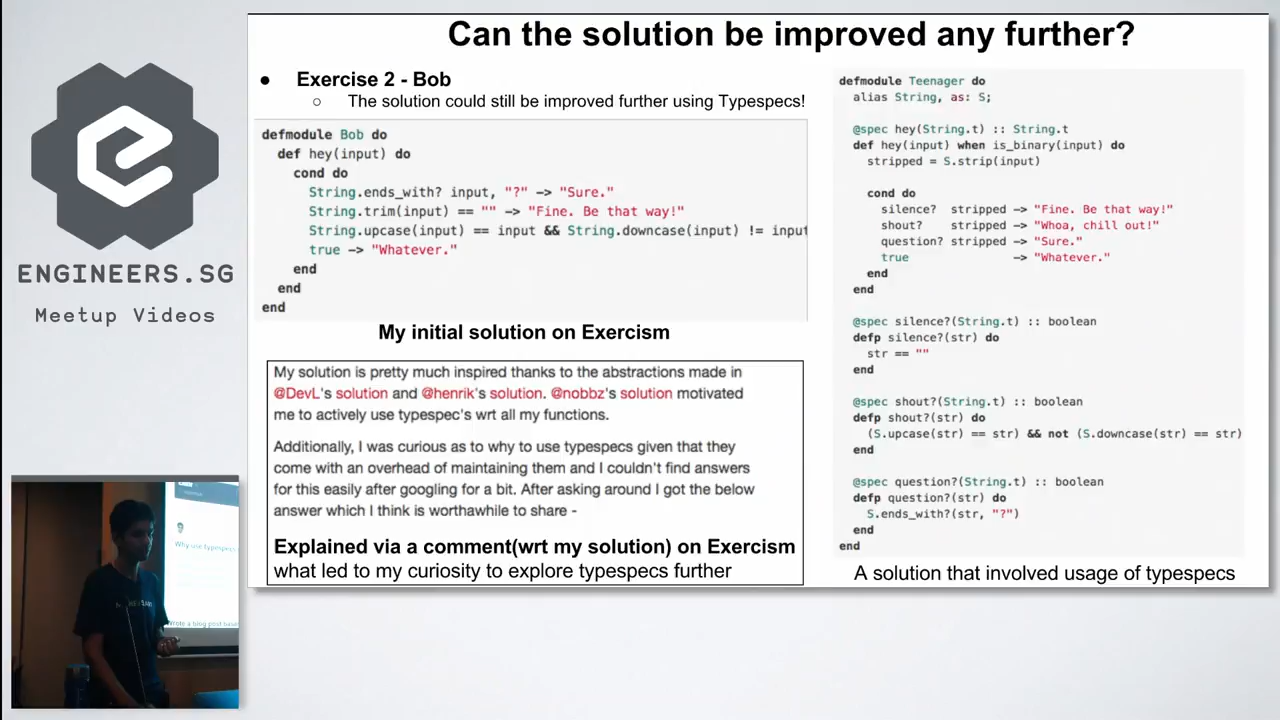 Can the solution be improved any further?
● Exercise 2 - Bob
○ The solution could still be improved further using Typespecs!
defmodule Bob do
def hey(input) do
cond do
String.ends_with? input, "?" -> "Sure."
String.trim(input) == "" -> "Fine. Be that way!"
String.upcase(input) == input && String.downcase(input) != input
true -> "Whatever."
end
end
end
My initial solution on Exercism
My solution is pretty much inspired thanks to the abstractions made in
@DevL's solution and @henrik's solution. @nobbz's solution motivated
me to actively use typespec's wrt all my functions.
Additionally, I was curious as to why to use typespecs given that they
come with an overhead of maintaining them and I couldn't find answers
for this easily after googling for a bit. After asking around I got the below
answer which I think is worthawhile to share -
Explained via a comment(wrt my solution) on Exercism
what led to my curiosity to explore typespecs further
defmodule Teenager do
alias String, as: S;
@spec hey(String.t) :: String.t
def hey(input) when is_binary(input) do
stripped = S.strip(input)
cond do
silence? stripped -> "Fine. Be that way!"
shout? stripped -> "Whoa, chill out!"
question? stripped -> "Sure."
true -> "Whatever."
end
end
@spec silence?(String.t) :: boolean
defp silence?(str) do
str == ""
end
@spec shout?(String.t) :: boolean
defp shout?(str) do
(S.upcase(str) == str) && not (S.downcase(str) == str)
end
@spec question?(String.t) :: boolean
defp question?(str) do
S.ends_with?(str, "?")
end
end
A solution that involved usage of typespecs
ENGINEERS.SG
Meetup Videos
Why use typespecs
Wrote a blog post base